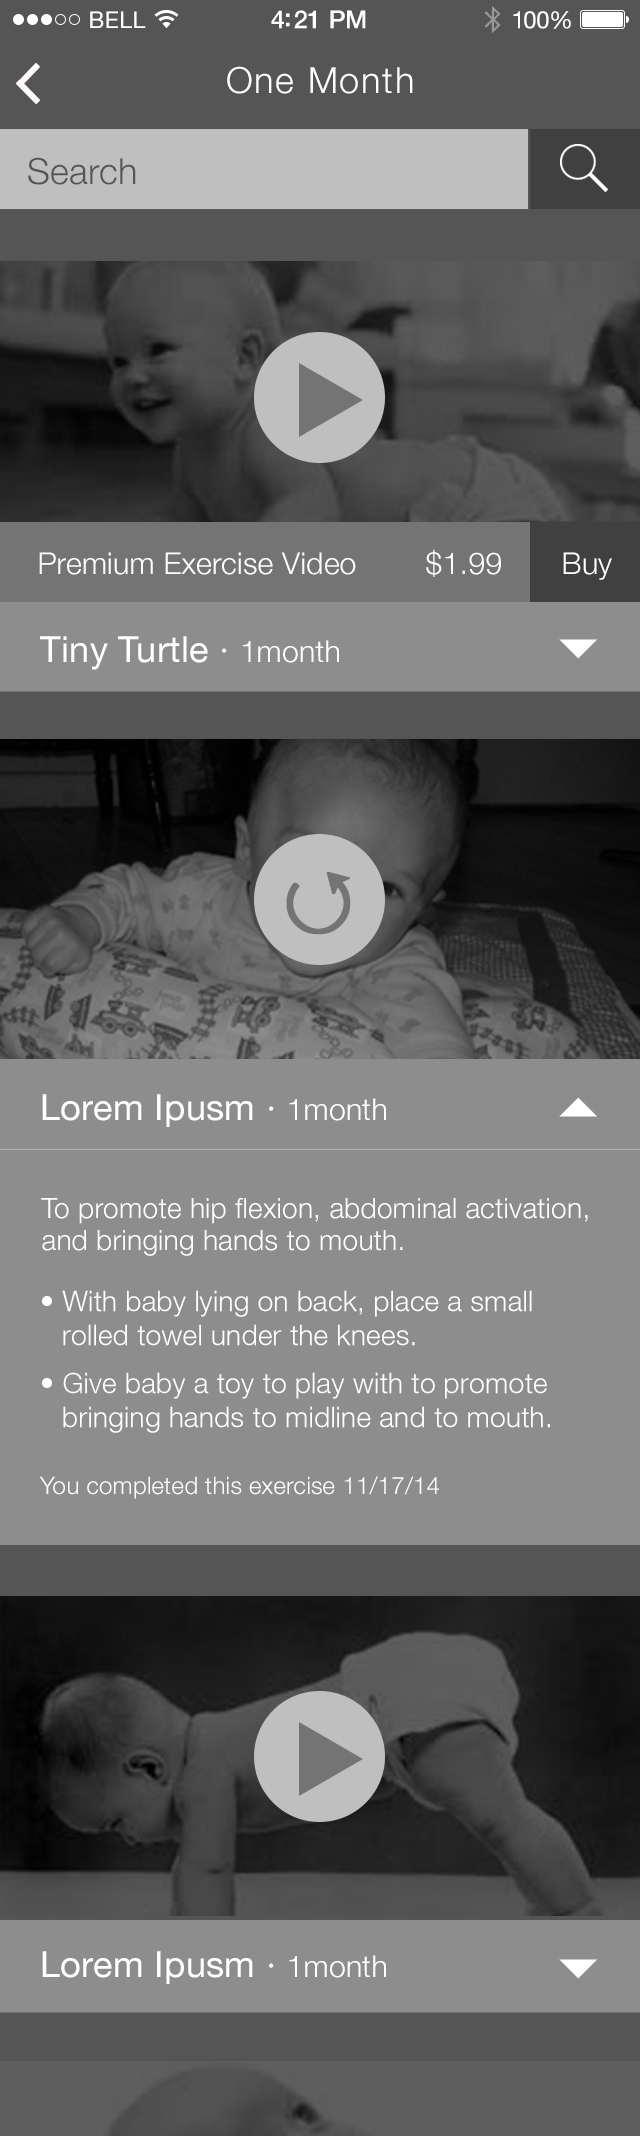 BELL 4:21 PM 100%
One Month
Search
Premium Exercise Video $1.99 Buy
Tiny Turtle · 1month
Lorem Ipusm · 1month
To promote hip flexion, abdominal activation,
and bringing hands to mouth.
• With baby lying on back, place a small
rolled towel under the knees.
• Give baby a toy to play with to promote
bringing hands to midline and to mouth.
You completed this exercise 11/17/14
Lorem Ipusm · 1month